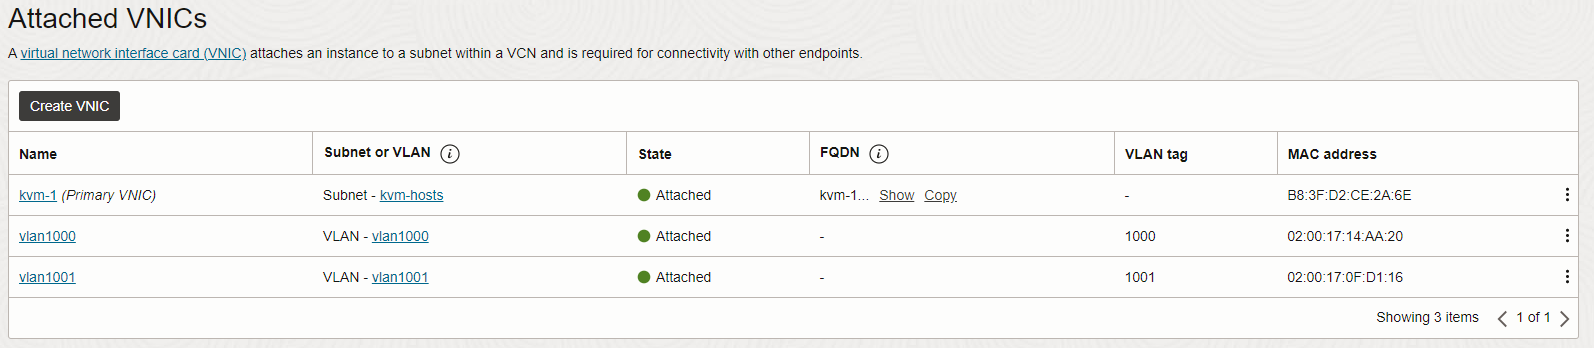 Attached VNICs
A virtual network interface card (VNIC) attaches an instance to a subnet within a VCN and is required for connectivity with other endpoints.
Create VNIC
Name Subnet or VLAN i State FQDN i VLAN tag MAC address
kvm-1 (Primary VNIC) Subnet - kvm-hosts Attached kvm-1... Show Copy - B8:3F:D2:CE:2A:6E
vlan1000 VLAN - vlan1000 Attached - 1000 02:00:17:14:AA:20
vlan1001 VLAN - vlan1001 Attached - 1001 02:00:17:0F:D1:16
Showing 3 items < 1 of 1 >